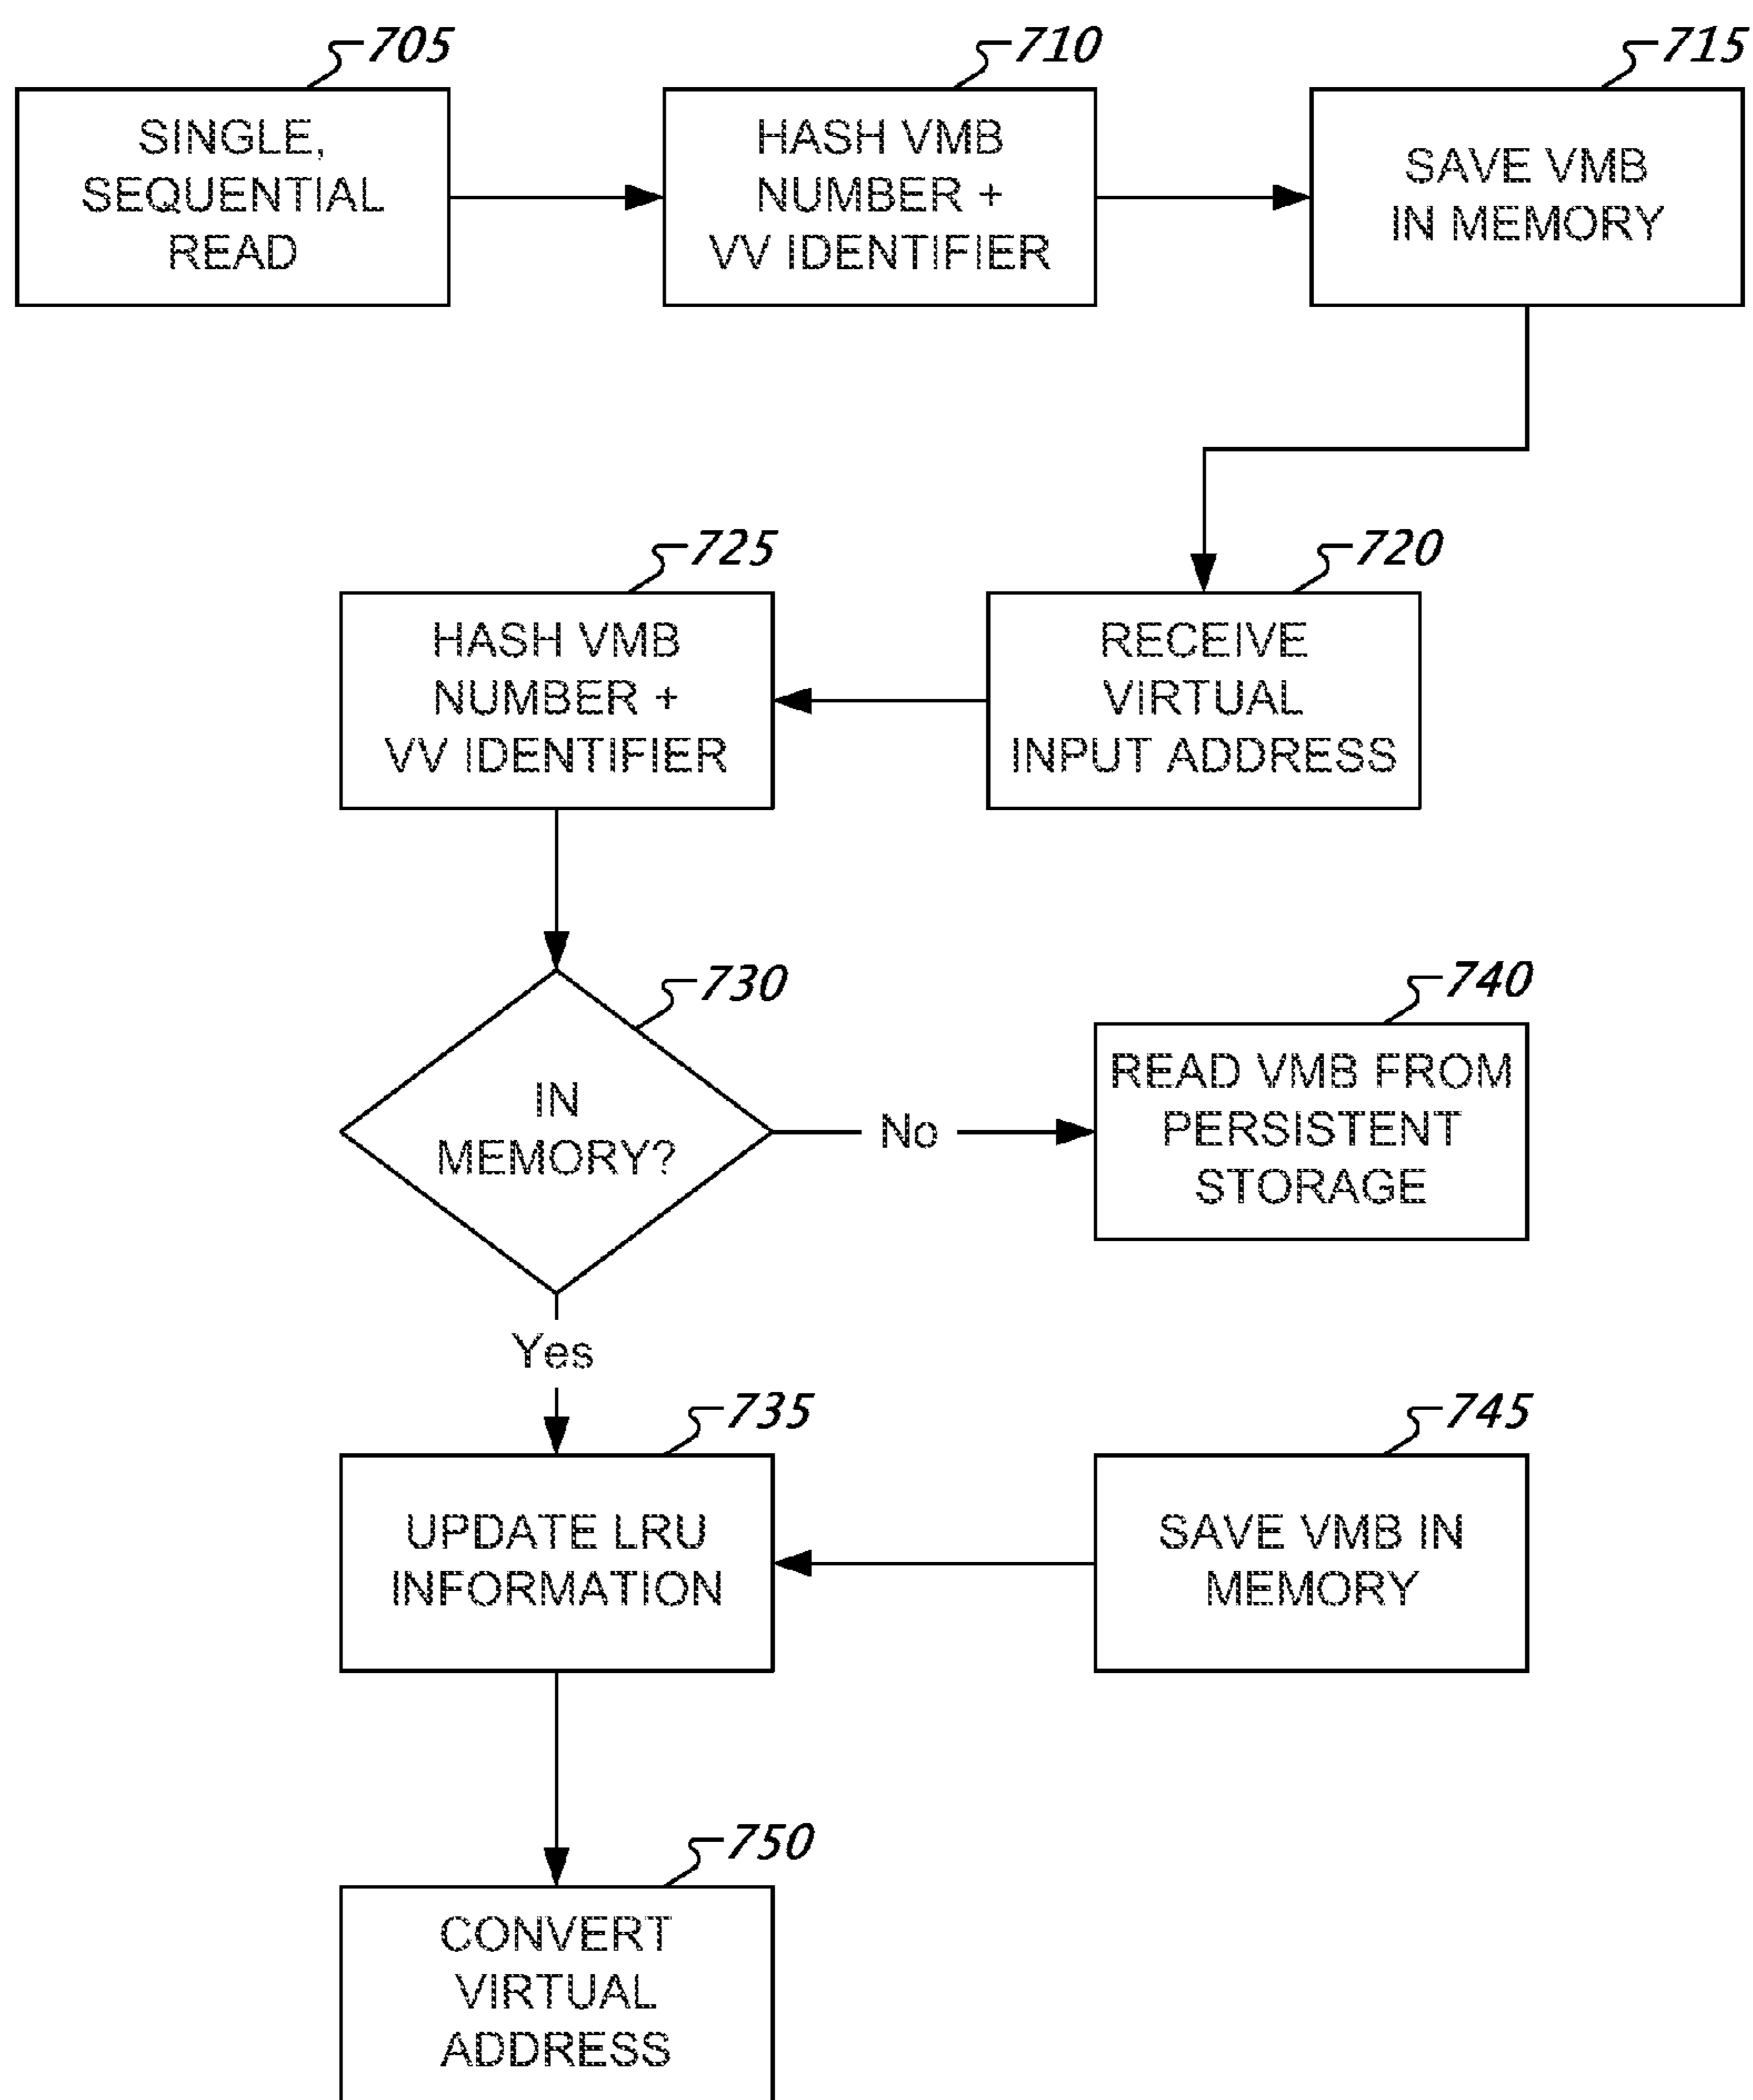 705
SINGLE,
SEQUENTIAL
READ
710
HASH VMB
NUMBER +
VV IDENTIFIER
715
SAVE VMB
IN MEMORY
720
RECEIVE
VIRTUAL
INPUT ADDRESS
725
HASH VMB
NUMBER +
VV IDENTIFIER
730
IN
MEMORY?
No
740
READ VMB FROM
PERSISTENT
STORAGE
Yes
735
UPDATE LRU
INFORMATION
745
SAVE VMB IN
MEMORY
750
CONVERT
VIRTUAL
ADDRESS